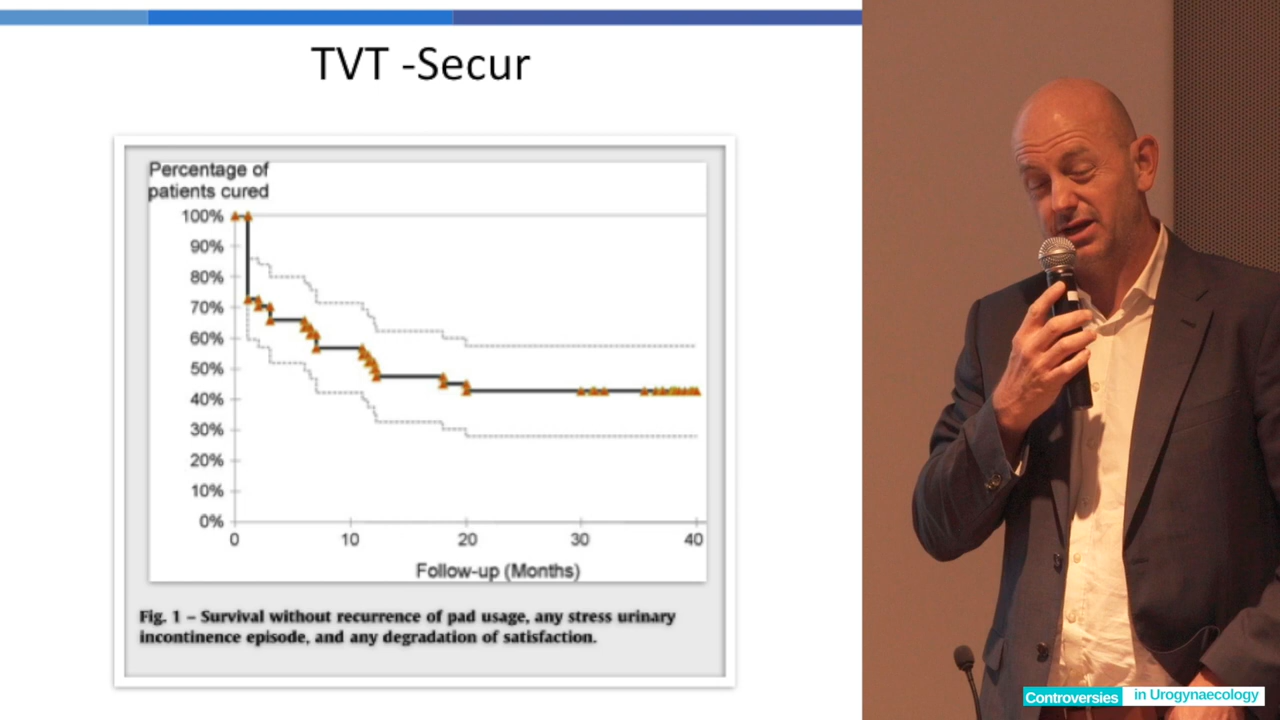 TVT -Secur
Percentage of
patients cured
100%
90%
80%
70%
60%
50%
40%
30%
20%
10%
0%
0 10 20 30 40
Follow-up (Months)
Fig. 1 – Survival without recurrence of pad usage, any stress urinary
incontinence episode, and any degradation of satisfaction.
Controversies in Urogynaecology